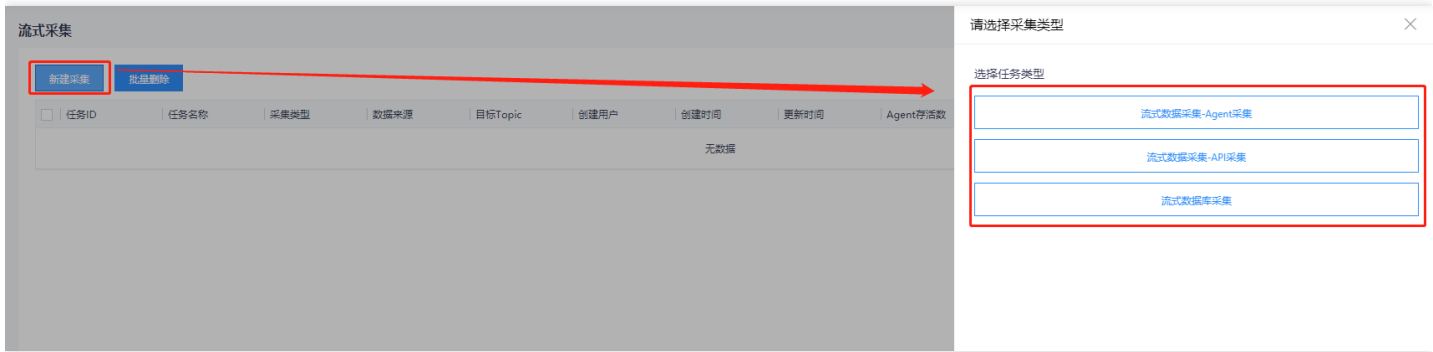 流式采集
新建采集 批量删除
任务ID 任务名称 采集类型 数据来源 目标Topic 创建用户 创建时间 更新时间 Agent存活数
无数据
请选择采集类型
选择任务类型
流式数据采集-Agent采集
流式数据采集-API采集
流式数据库采集